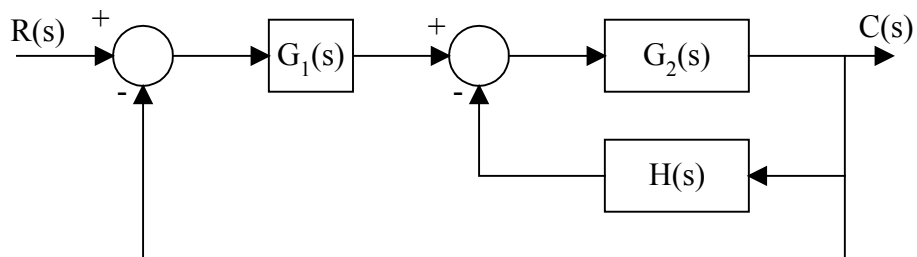 R(s)
+
-
G₁(s)
+
-
G₂(s)
H(s)
C(s)